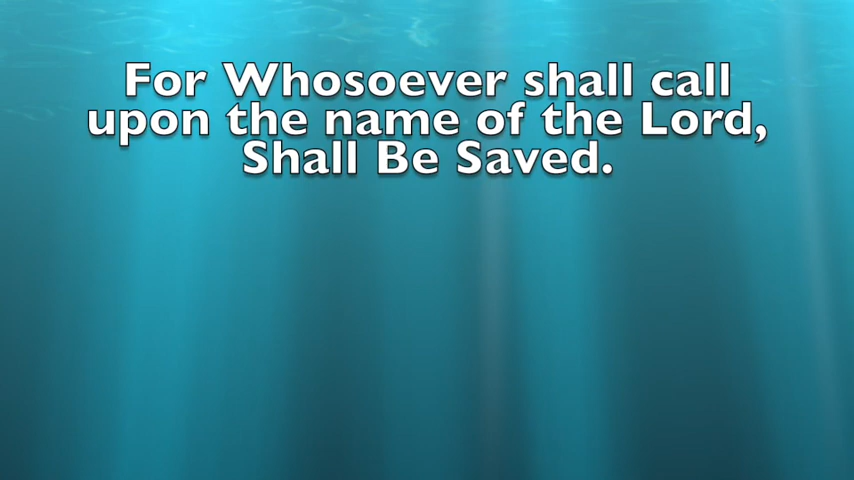 For Whosoever shall call
upon the name of the Lord,
Shall Be Saved.